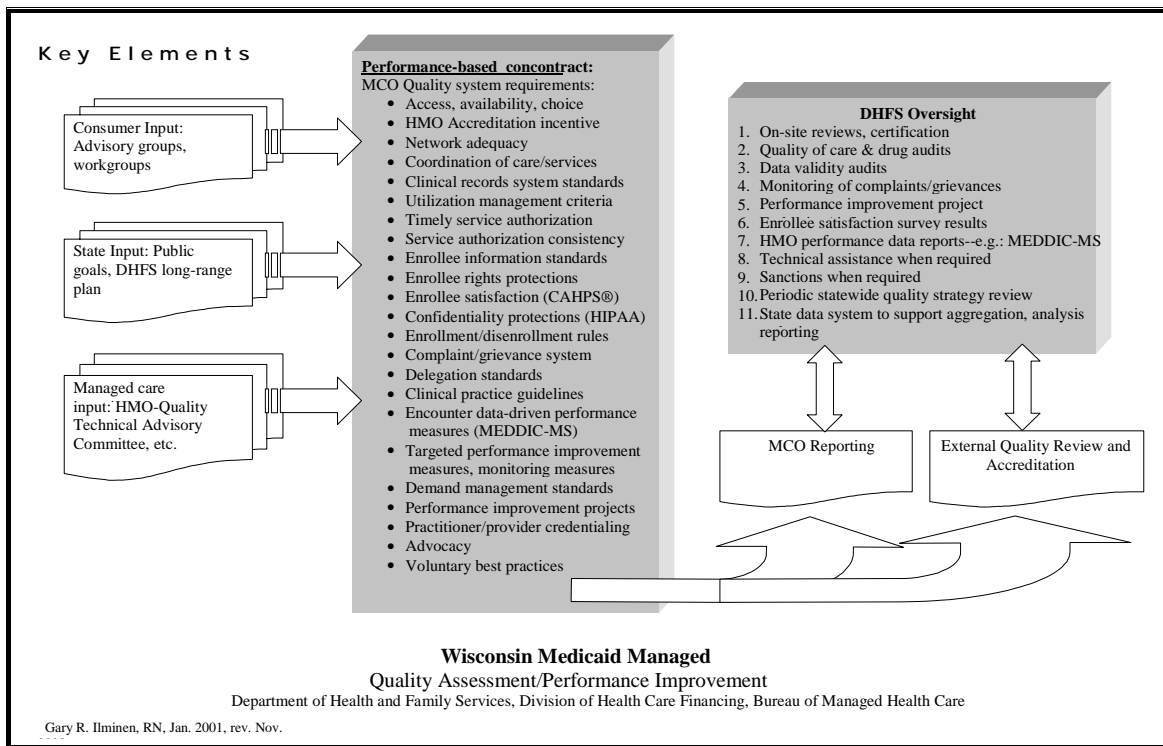 Key Elements
Consumer Input:
Advisory groups,
workgroups
State Input: Public
goals, DHFS long-range
plan
Managed care
input: HMO-Quality
Technical Advisory
Committee, etc.
Performance-based concontract:
MCO Quality system requirements:
• Access, availability, choice
• HMO Accreditation incentive
• Network adequacy
• Coordination of care/services
• Clinical records system standards
• Utilization management criteria
• Timely service authorization
• Service authorization consistency
• Enrollee information standards
• Enrollee rights protections
• Enrollee satisfaction (CAHPS®)
• Confidentiality protections (HIPAA)
• Enrollment/disenrollment rules
• Complaint/grievance system
• Delegation standards
• Clinical practice guidelines
• Encounter data-driven performance
measures (MEDDIC-MS)
• Targeted performance improvement
measures, monitoring measures
• Demand management standards
• Performance improvement projects
• Practitioner/provider credentialing
• Advocacy
• Voluntary best practices
DHFS Oversight
1. On-site reviews, certification
2. Quality of care & drug audits
3. Data validity audits
4. Monitoring of complaints/grievances
5. Performance improvement project
6. Enrollee satisfaction survey results
7. HMO performance data reports--e.g.: MEDDIC-MS
8. Technical assistance when required
9. Sanctions when required
10. Periodic statewide quality strategy review
11. State data system to support aggregation, analysis
reporting
MCO Reporting
External Quality Review and
Accreditation
Wisconsin Medicaid Managed
Quality Assessment/Performance Improvement
Department of Health and Family Services, Division of Health Care Financing, Bureau of Managed Health Care
Gary R. Ilminen, RN, Jan. 2001, rev. Nov.